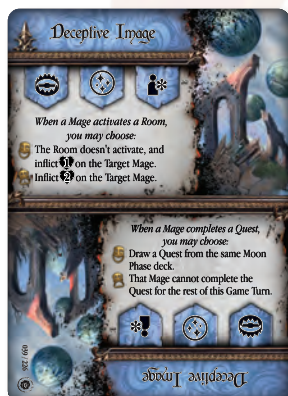 Deceptive Image
When a Mage activates a Room,
you may choose:
The Room doesn't activate, and
inflict 1 on the Target Mage.
Inflict 2 on the Target Mage.
When a Mage completes a Quest,
you may choose:
Draw a Quest from the same Moon
Phase deck.
That Mage cannot complete the
Quest for the rest of this Game Turn.
Deceptive Image